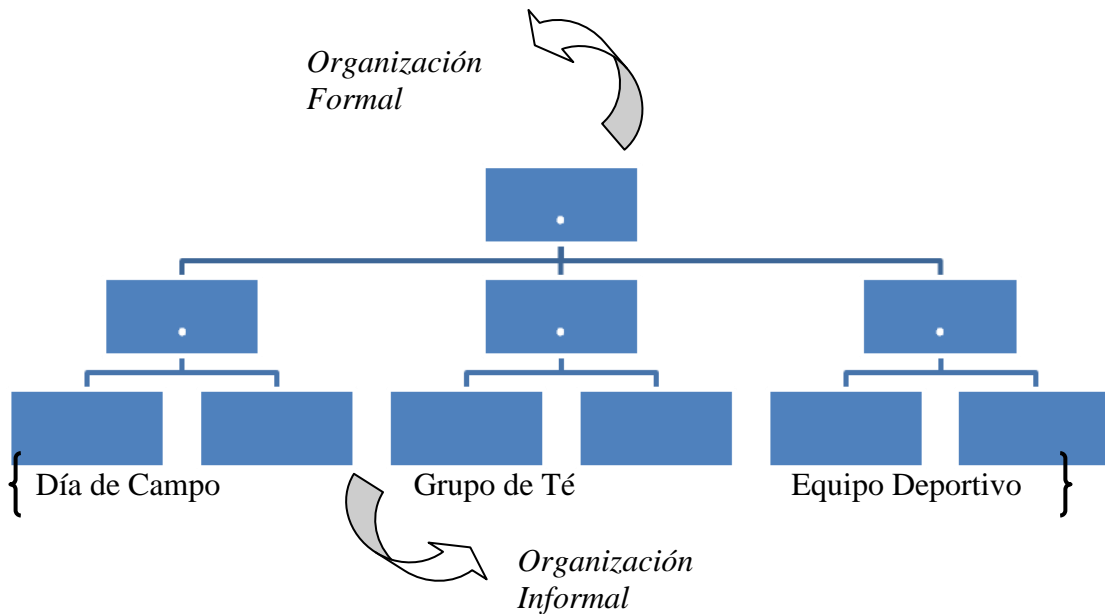 Organización
Formal
Día de Campo
Grupo de Té
Equipo Deportivo
Organización
Informal